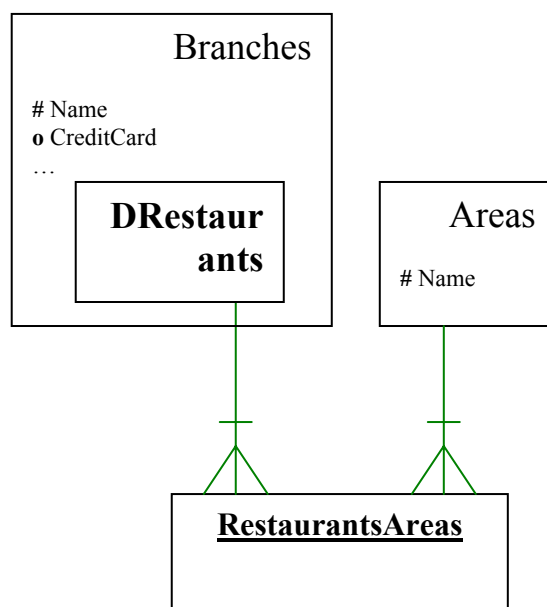 Branches
# Name
o CreditCard
…
DRestaur
ants
Areas
# Name
RestaurantsAreas